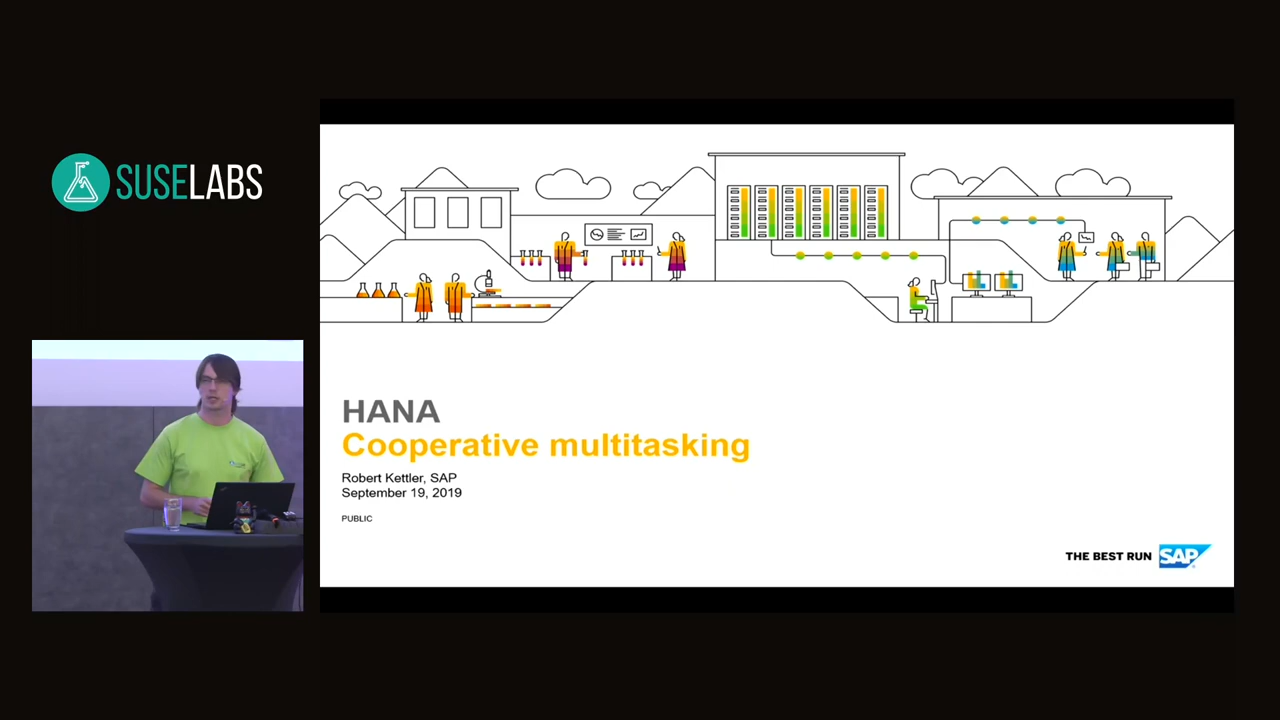 SUSELABS
HANA
Cooperative multitasking
Robert Kettler, SAP
September 19, 2019
PUBLIC
THE BEST RUN SAP